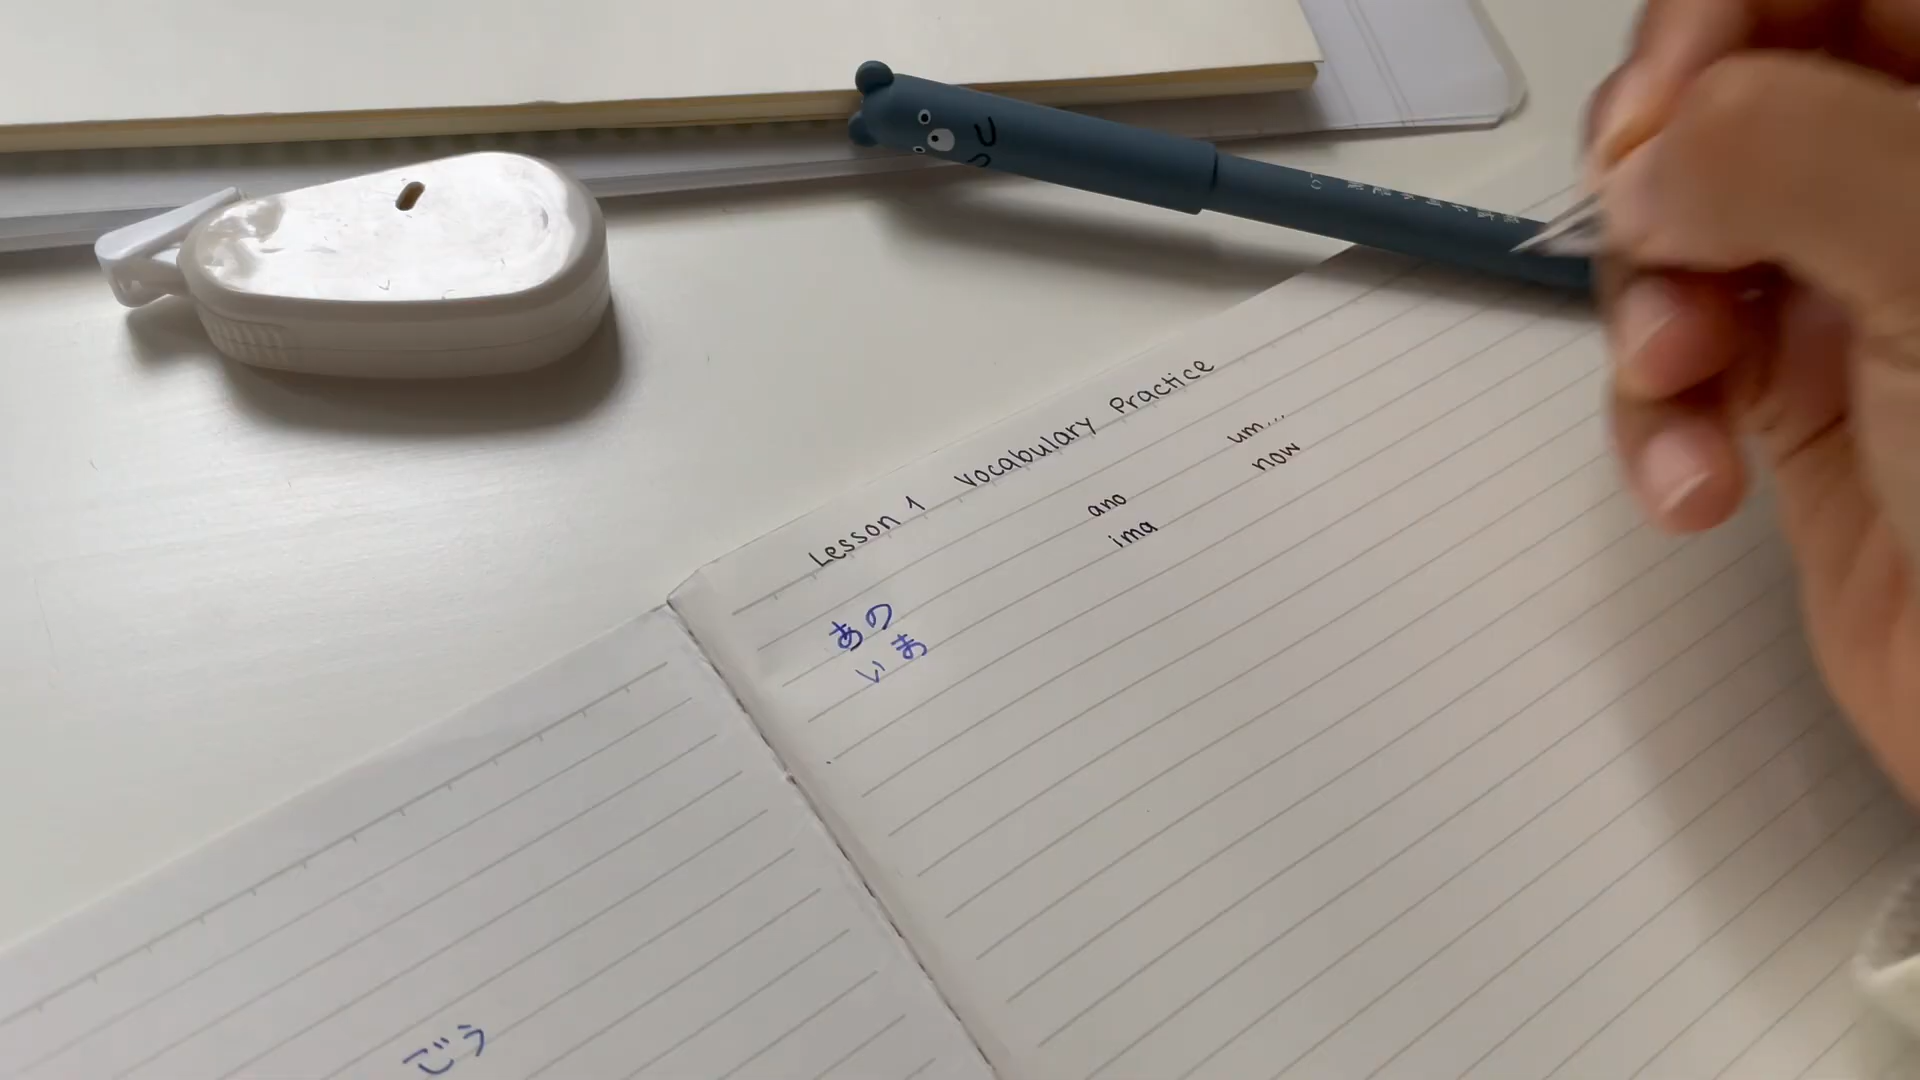 Lesson 1 Vocabulary Practice
あの ano um...
いま ima now
ごう